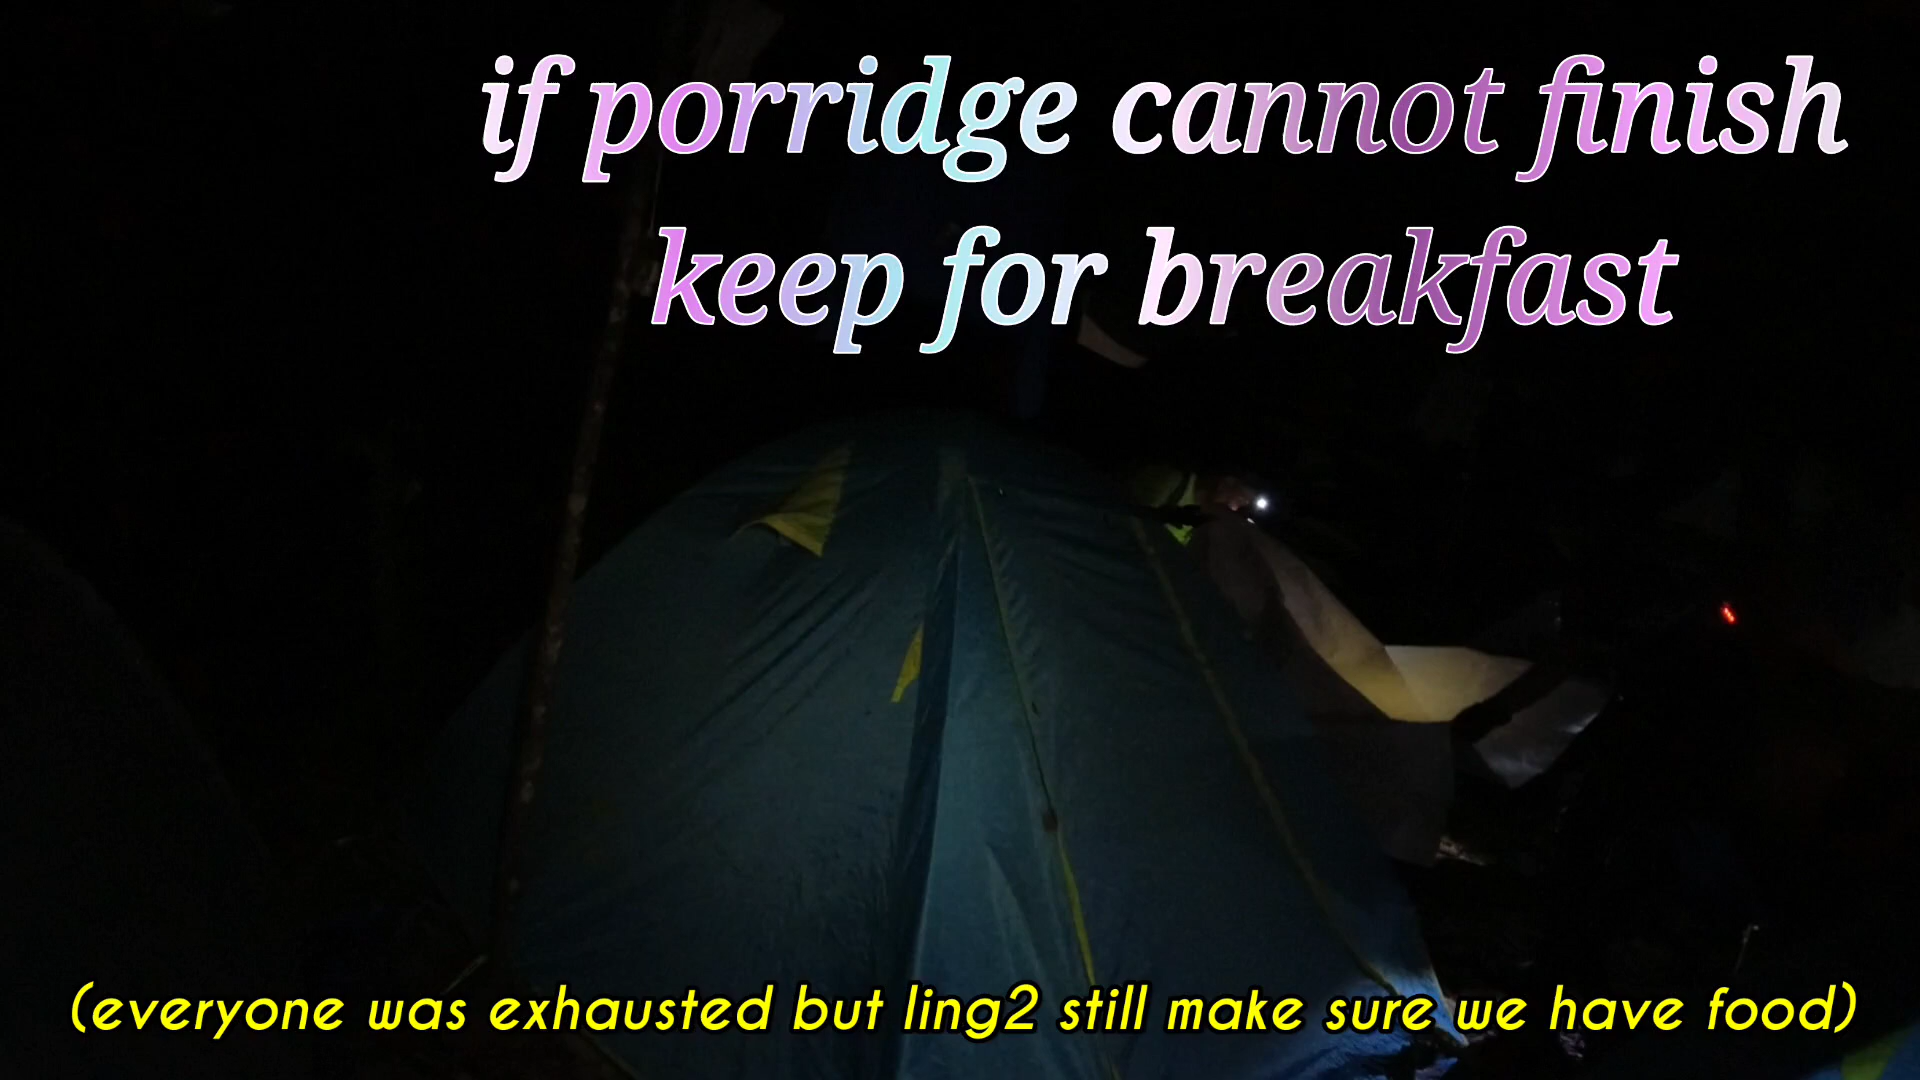 if porridge cannot finish
keep for breakfast
(everyone was exhausted but ling2 still make sure we have food)